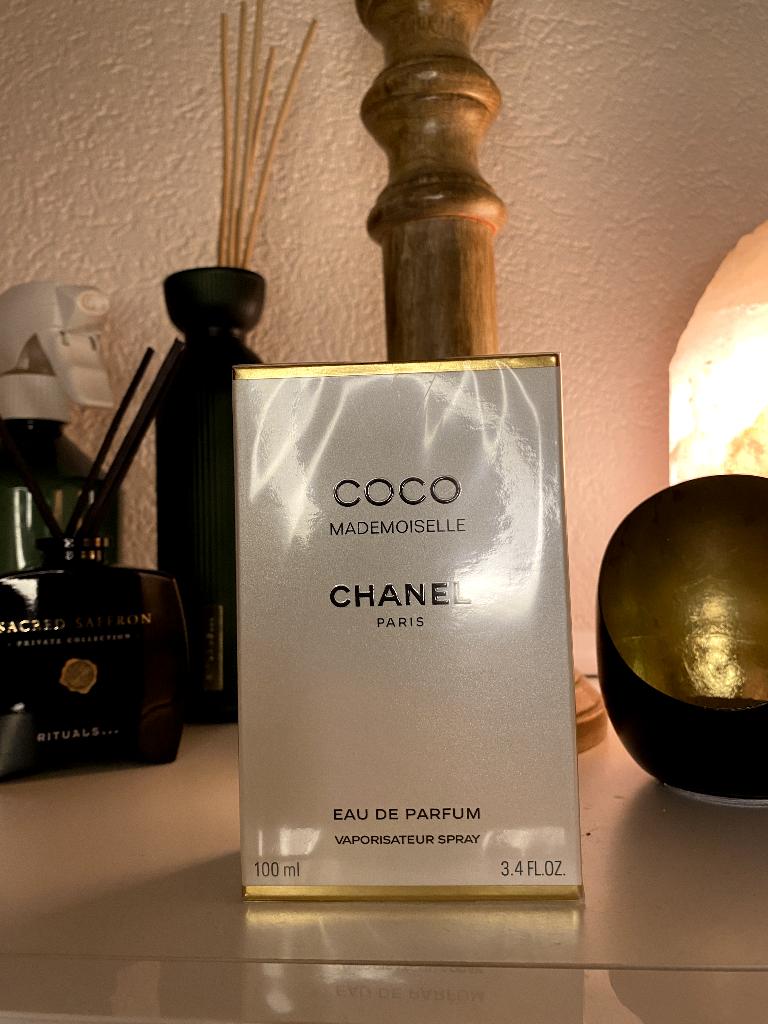 COCO
MADEMOISELLE
CHANEL
PARIS
EAU DE PARFUM
VAPORISATEUR SPRAY
100 ml
3.4 FL.OZ.
SACRED SAFFRON
• PRIVATE COLLECTION •
RITUALS...